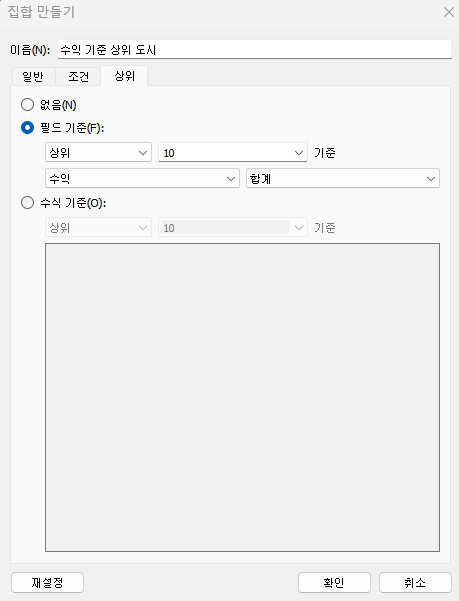 집합 만들기
이름(N): 수익 기준 상위 도시
일반 조건 상위
없음(N)
필드 기준(F):
상위 10 기준
수익 합계
수식 기준(O):
상위 10 기준
재설정 확인 취소